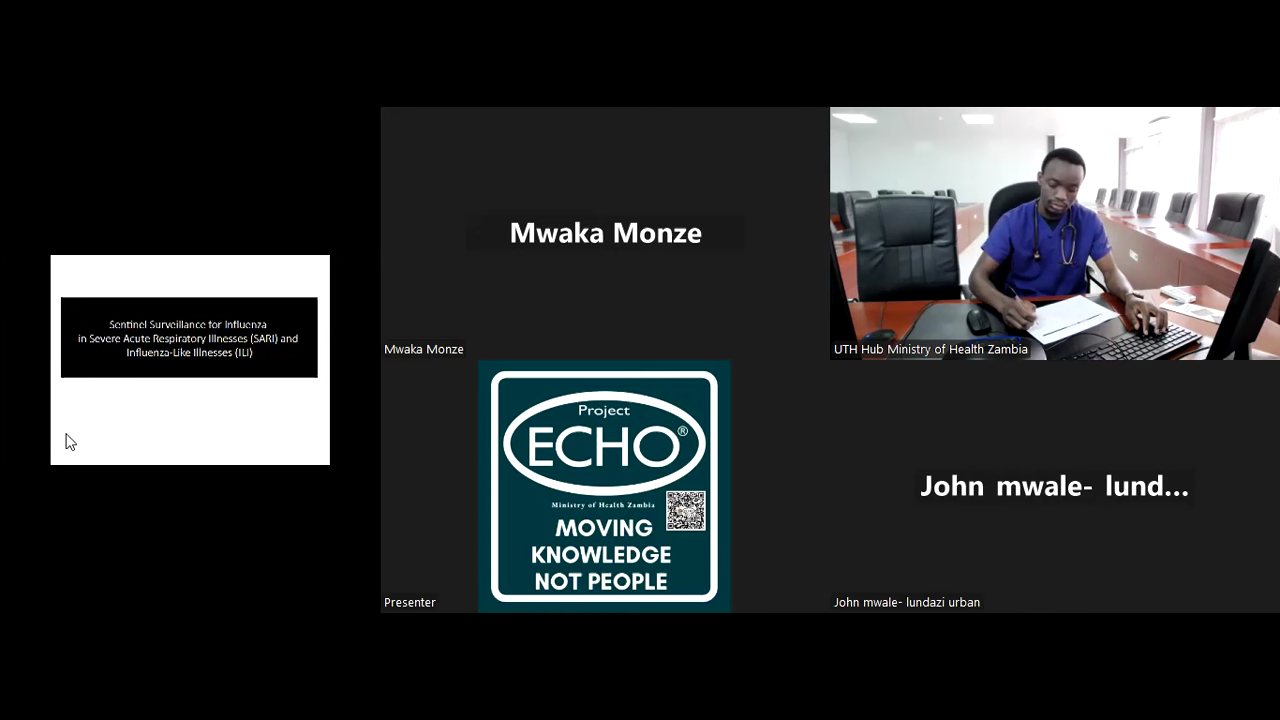 Sentinel Surveillance for Influenza
in Severe Acute Respiratory Illnesses (SARI) and
Influenza-Like Illnesses (ILI)
Mwaka Monze
Mwaka Monze
UTH Hub Ministry of Health Zambia
Project
ECHO®
Ministry of Health Zambia
MOVING
KNOWLEDGE
NOT PEOPLE
Presenter
John mwale- lund...
John mwale- lundazi urban